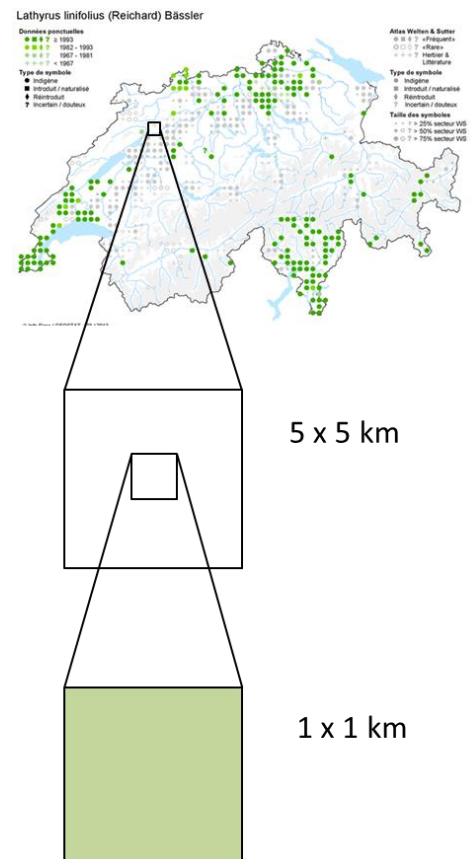 Lathyrus linifolius (Reichard) Bässler
Données ponctuelles
? ≥ 1993
? 1982 - 1993
? 1967 - 1981
? < 1967
Type de symbole
Indigène
Introduit / naturalisé
Réintroduit
? Incertain / douteux
Atlas Welten & Sutter
? «Fréquent»
? «Rare»
? Herbier &
Littérature
Type de symbole
Indigène
Introduit / naturalisé
Réintroduit
? Incertain / douteux
Taille des symboles
? > 25% secteur WS
? > 50% secteur WS
? > 75% secteur WS
?
5 x 5 km
1 x 1 km